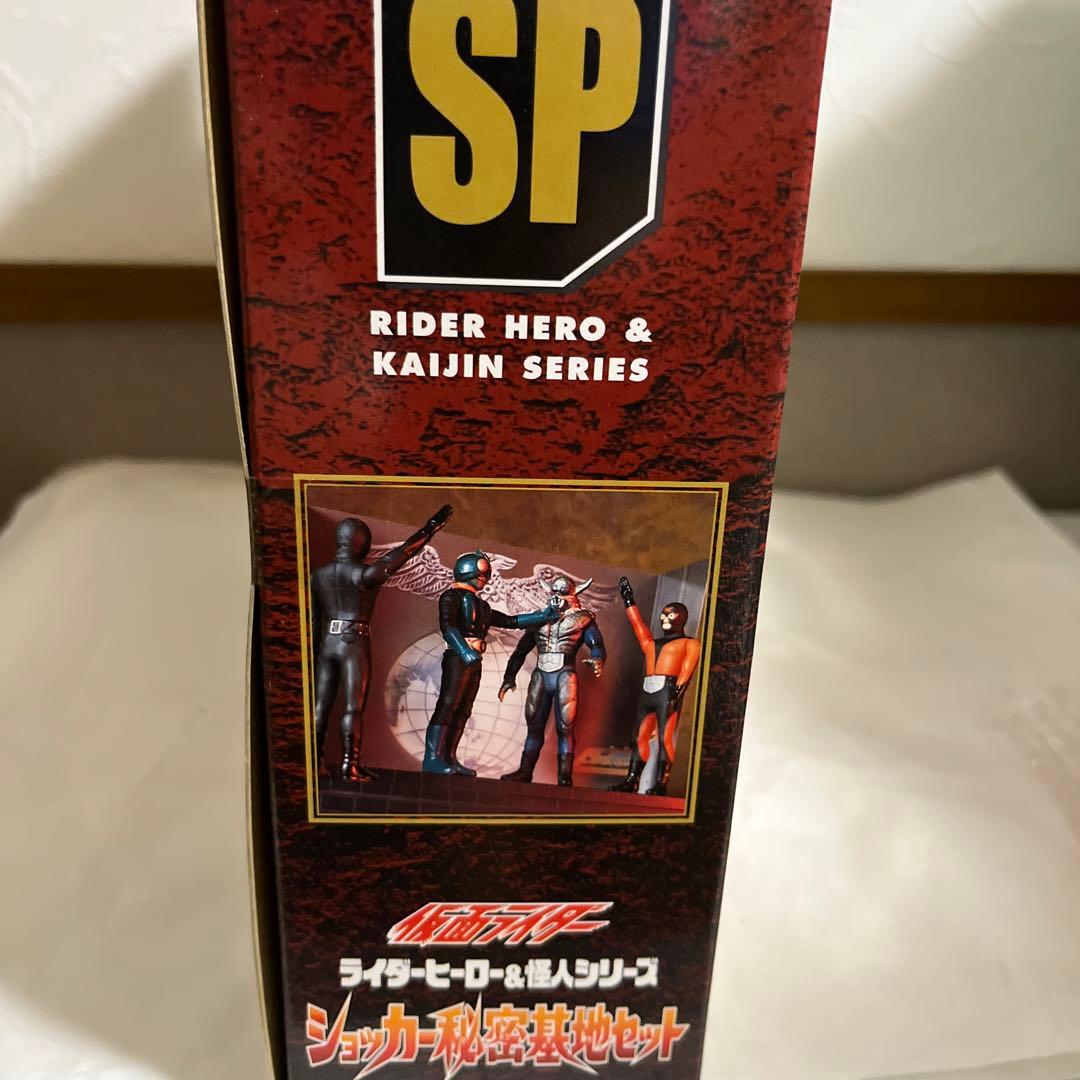 SP
RIDER HERO &
KAIJIN SERIES
仮面ライダー
ライダーヒーロー&怪人シリーズ
ショッカー秘密基地セット